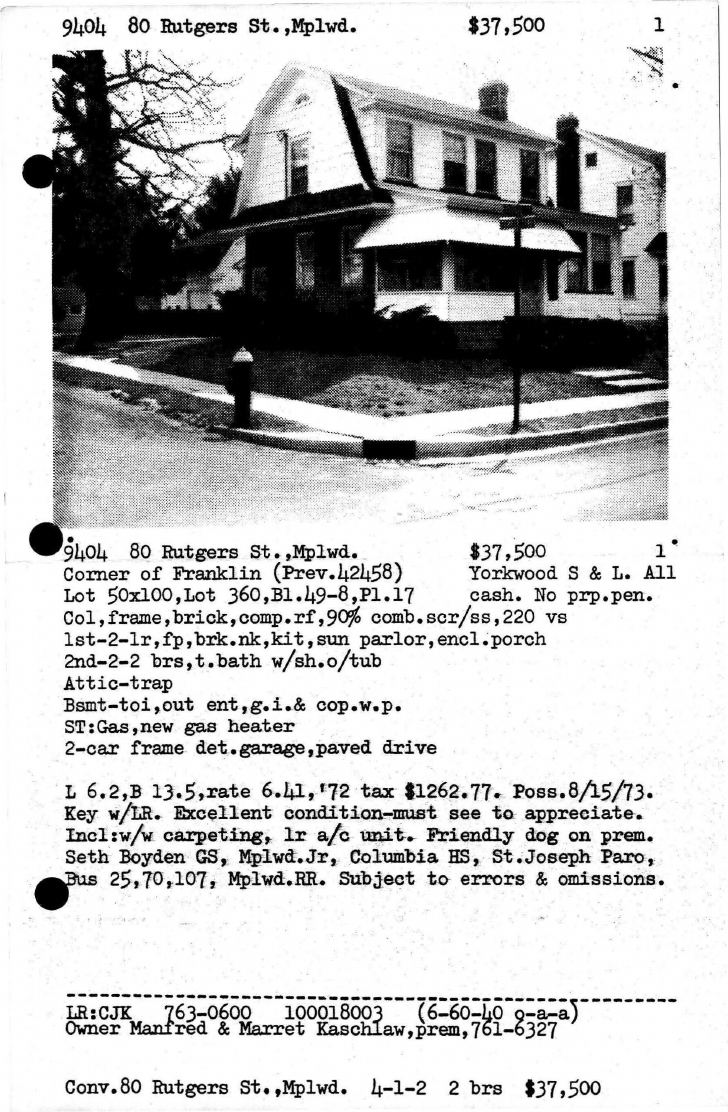 9404 80 Rutgers St.,Mplwd. $37,500 1
9404 80 Rutgers St.,Mplwd. $37,500 1
Corner of Franklin (Prev.42458) Yorkwood S & L. All
Lot 50x100,Lot 360,Bl.49-8,Pl.17 cash. No prp.pen.
Col,frame,brick,comp.rf,90% comb.scr/ss,220 vs
1st-2-lr,fp,brk.nk,kit,sun parlor,encl.porch
2nd-2-2 brs,t.bath w/sh.o/tub
Attic-trap
Bsmt-toi,out ent,g.i.& cop.w.p.
ST:Gas,new gas heater
2-car frame det.garage,paved drive
L 6.2,B 13.5,rate 6.41,'72 tax $1262.77. Poss.8/15/73.
Key w/LR. Excellent condition-must see to appreciate.
Incl:w/w carpeting, lr a/c unit. Friendly dog on prem.
Seth Boyden GS, Mplwd.Jr, Columbia HS, St.Joseph Paro,
Bus 25,70,107, Mplwd.RR. Subject to errors & omissions.
LR:CJK 763-0600 100018003 (6-60-40 o-a-a)
Owner Manfred & Marret Kaschlaw,prem,761-6327
Conv.80 Rutgers St.,Mplwd. 4-1-2 2 brs $37,500